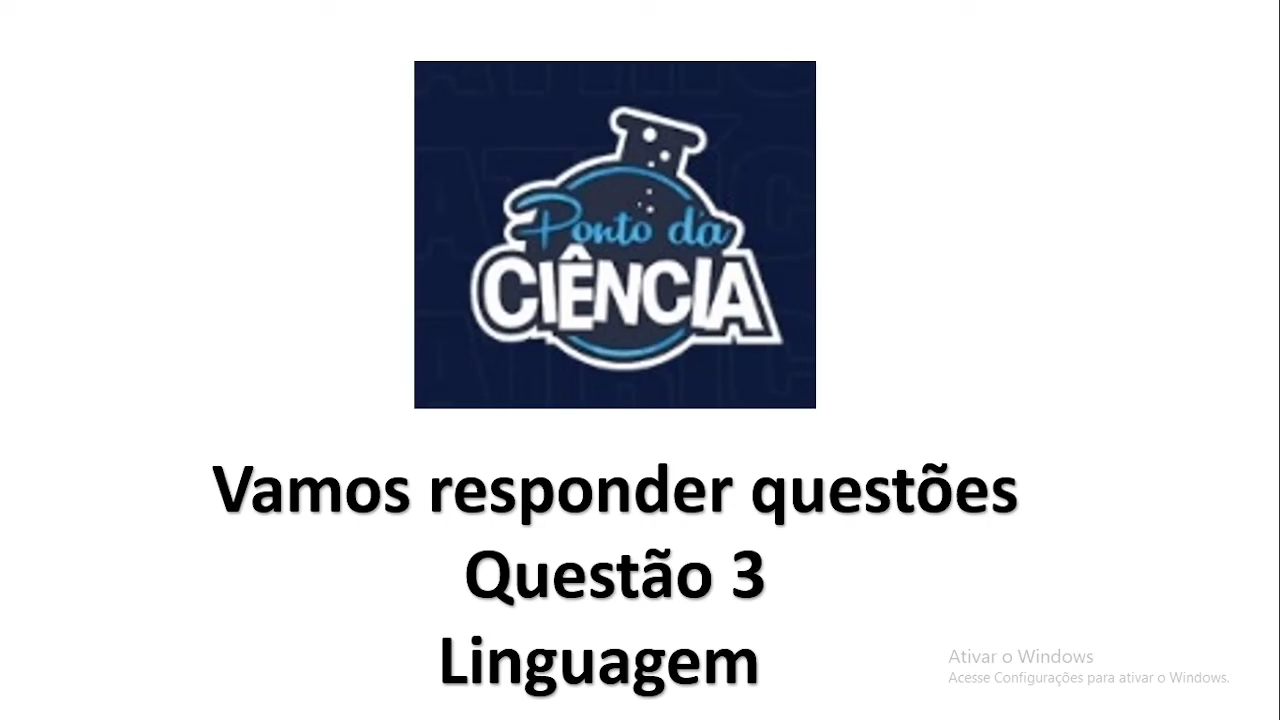 Ponto da
CIÊNCIA
Vamos responder questões
Questão 3
Linguagem
Ativar o Windows
Acesse Configurações para ativar o Windows.